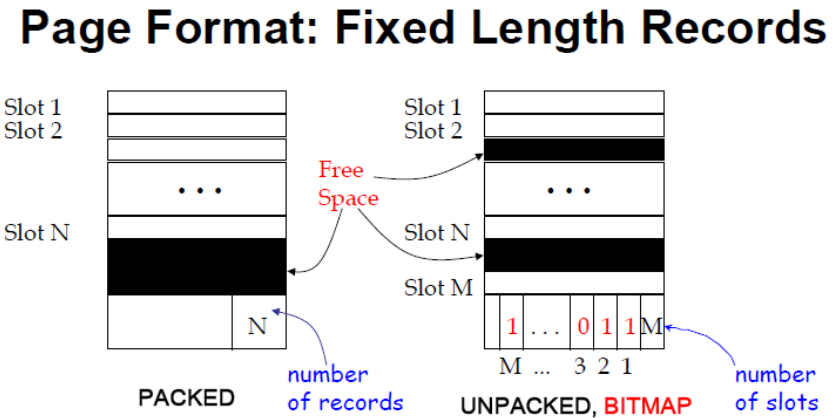 Page Format: Fixed Length Records
Slot 1
Slot 2
...
Slot N
N
PACKED
number
of records
Free
Space
Slot 1
Slot 2
...
Slot N
Slot M
1 ... 0 1 1 M
M ... 3 2 1
UNPACKED, BITMAP
number
of slots